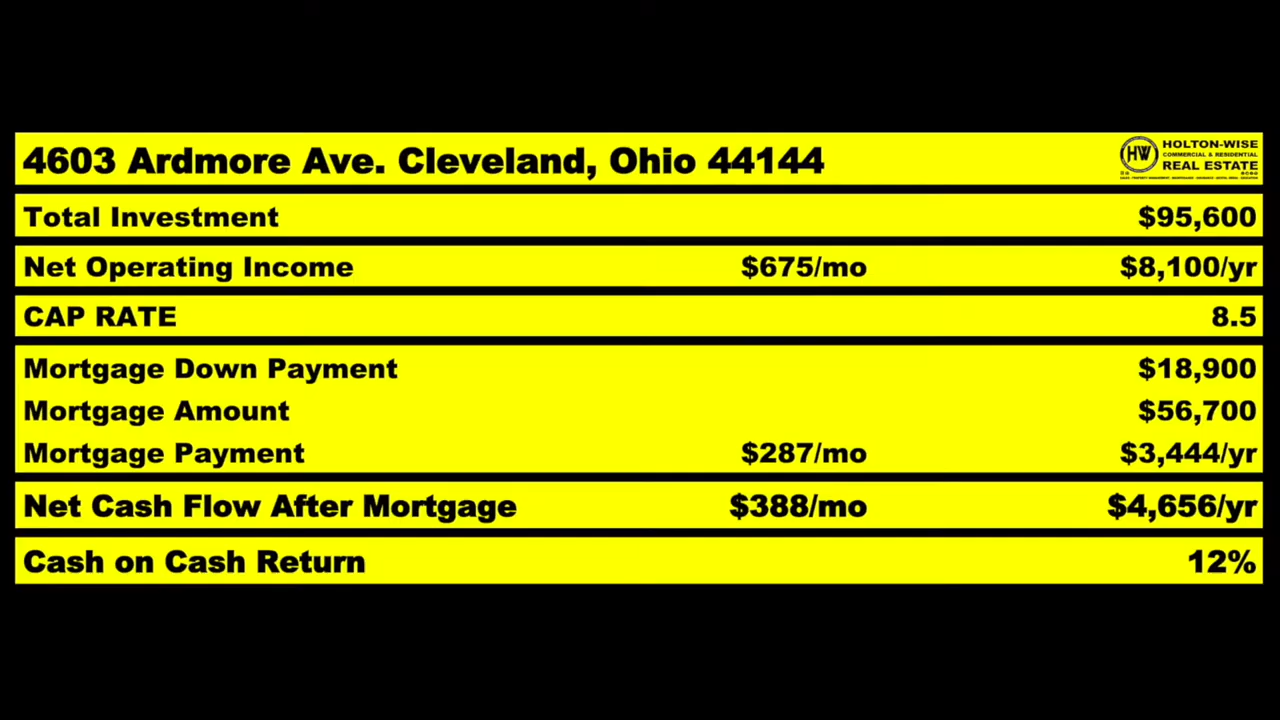 4603 Ardmore Ave. Cleveland, Ohio 44144
HW
HOLTON-WISE
COMMERCIAL & RESIDENTIAL
REAL ESTATE
Total Investment $95,600
Net Operating Income $675/mo $8,100/yr
CAP RATE 8.5
Mortgage Down Payment $18,900
Mortgage Amount $56,700
Mortgage Payment $287/mo $3,444/yr
Net Cash Flow After Mortgage $388/mo $4,656/yr
Cash on Cash Return 12%